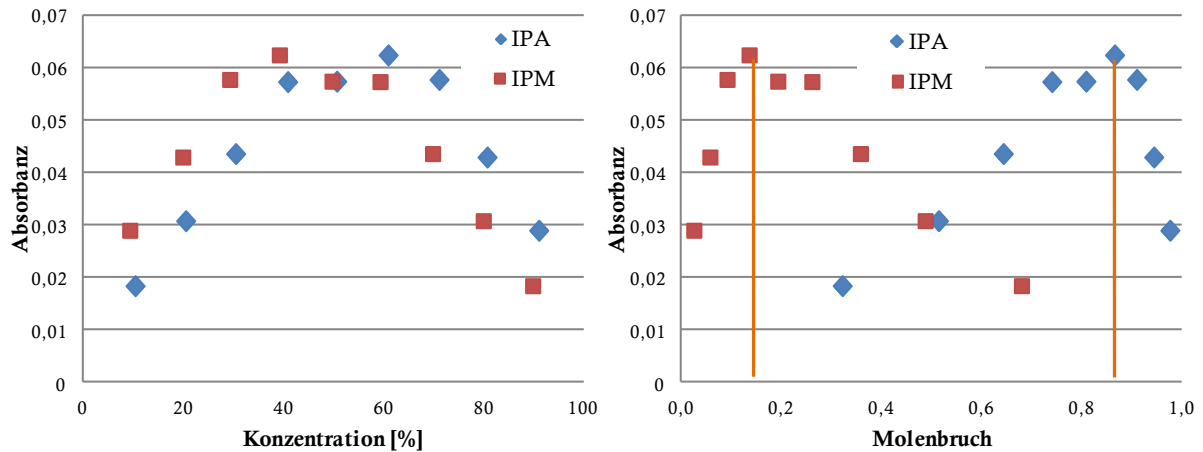 0,07
0,06
0,05
0,04
0,03
0,02
0,01
0
Absorbanz
IPA
IPM
0 20 40 60 80 100
Konzentration [%]
0,07
0,06
0,05
0,04
0,03
0,02
0,01
0
Absorbanz
IPA
IPM
0,0 0,2 0,4 0,6 0,8 1,0
Molenbruch